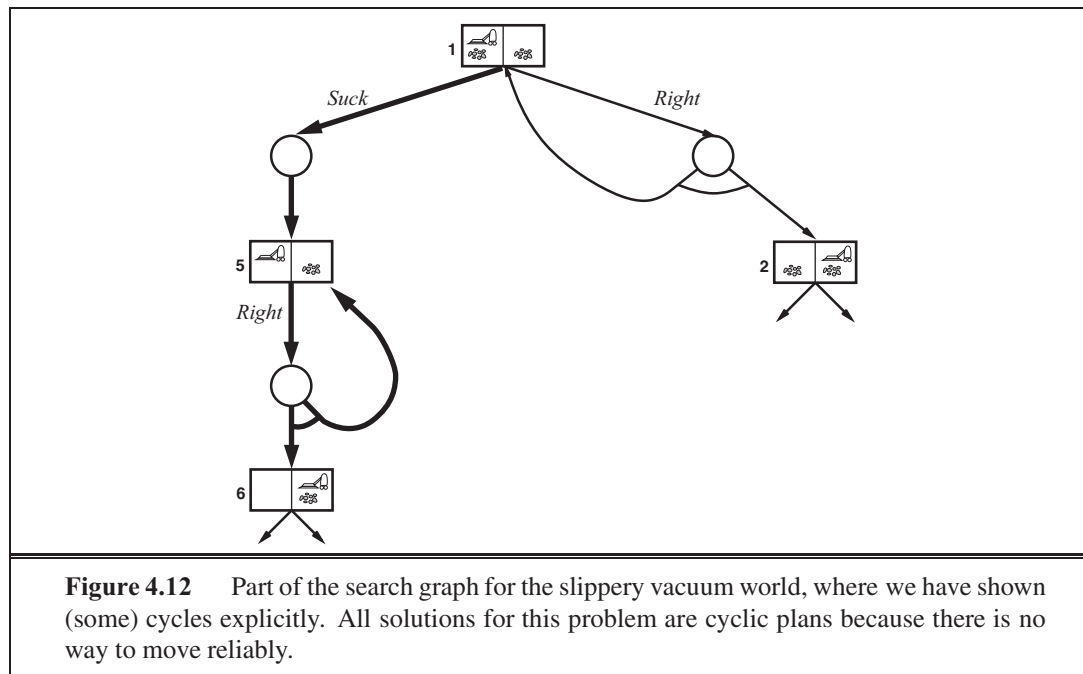 1
Suck
Right
5
2
Right
6
Figure 4.12 Part of the search graph for the slippery vacuum world, where we have shown
(some) cycles explicitly. All solutions for this problem are cyclic plans because there is no
way to move reliably.